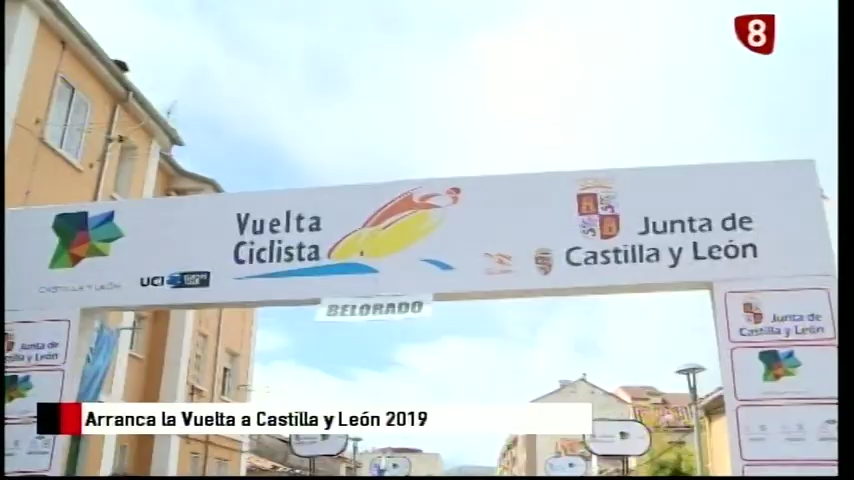 8
Vuelta
Ciclista
Junta de
Castilla y León
CASTILLA Y LEÓN
UCI
BELORADO
Junta de
Castilla y León
Junta de
Castilla y León
Arranca la Vuelta a Castilla y León 2019